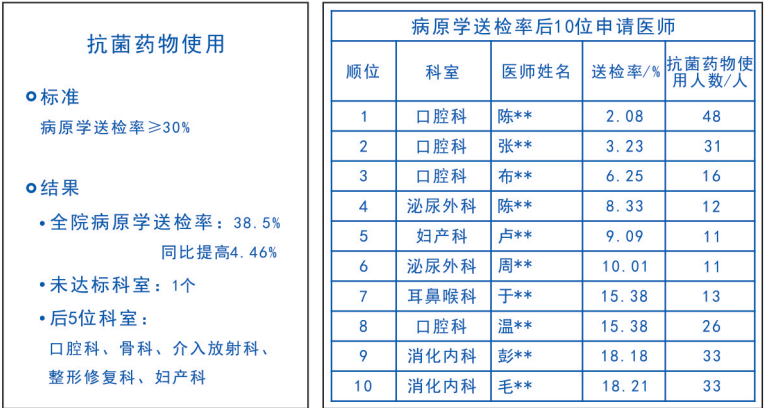 抗菌药物使用
标准
病原学送检率≥30%
结果
•全院病原学送检率：38.5%
同比提高4.46%
•未达标科室：1个
•后5位科室：
口腔科、骨科、介入放射科、
整形修复科、妇产科
病原学送检率后10位申请医师
顺位 科室 医师姓名 送检率/% 抗菌药物使用人数/人
1 口腔科 陈** 2.08 48
2 口腔科 张** 3.23 31
3 口腔科 布** 6.25 16
4 泌尿外科 陈** 8.33 12
5 妇产科 卢** 9.09 11
6 泌尿外科 周** 10.01 11
7 耳鼻喉科 于** 15.38 13
8 口腔科 温** 15.38 26
9 消化内科 彭** 18.18 33
10 消化内科 毛** 18.21 33